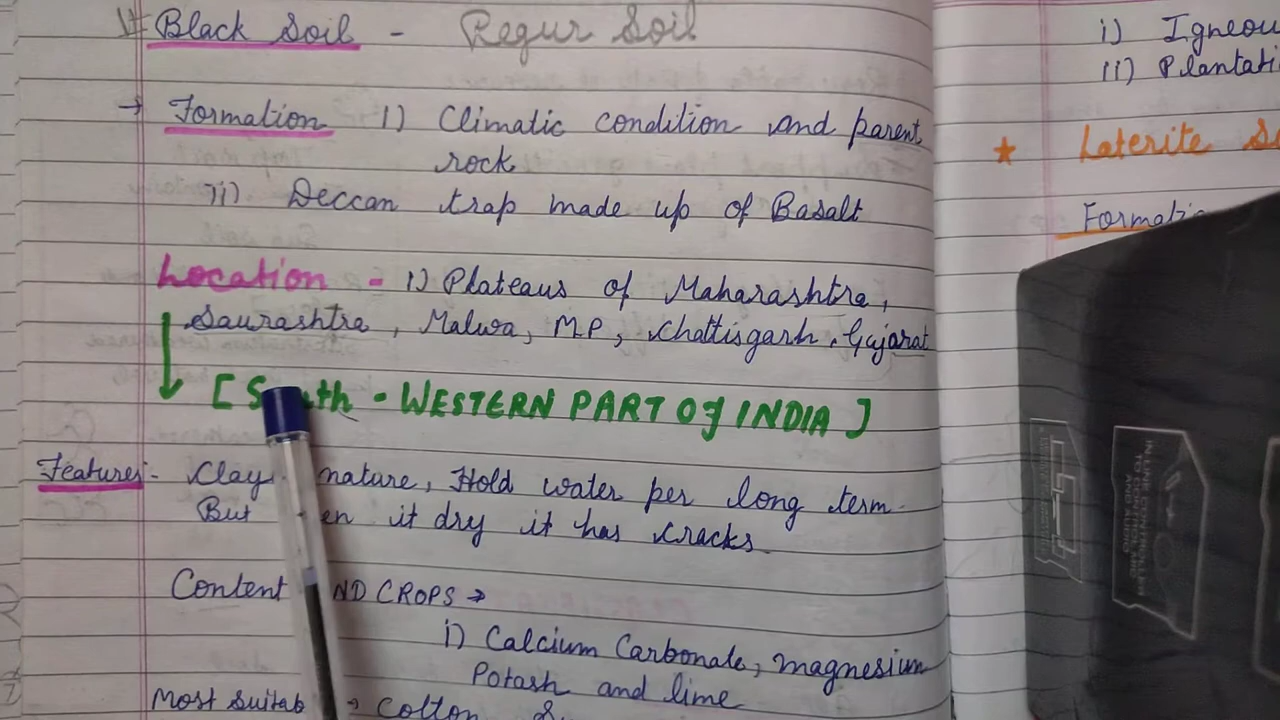 Black Soil - Regur Soil
→ Formation i) Climatic condition and parent
rock
ii) Deccan trap made up of Basalt
Location - i) Plateaus of Maharashtra,
Saurashtra, Malwa, MP, Chattisgarh, Gujarat
[South - WESTERN PART Of INDIA]
Features:- Clay nature, Hold water per long term.
But it dry it has cracks.
Content ND CROPS →
i) Calcium Carbonate, magnesium
Potash and lime
Most Suitab → Cotton
i) Igneou
ii) Plantati
★ Laterite
Formatio